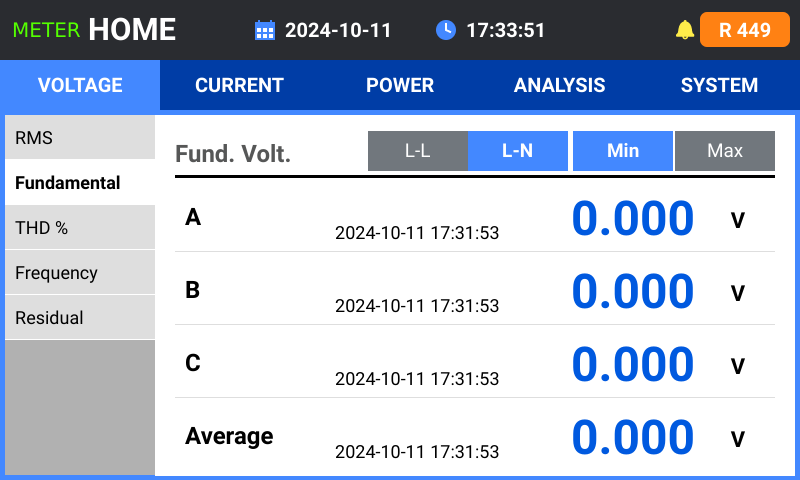 METER HOME 2024-10-11 17:33:51 R 449
VOLTAGE CURRENT POWER ANALYSIS SYSTEM
RMS
Fundamental
THD %
Frequency
Residual
Fund. Volt. L-L L-N Min Max
A 2024-10-11 17:31:53 0.000 V
B 2024-10-11 17:31:53 0.000 V
C 2024-10-11 17:31:53 0.000 V
Average 2024-10-11 17:31:53 0.000 V